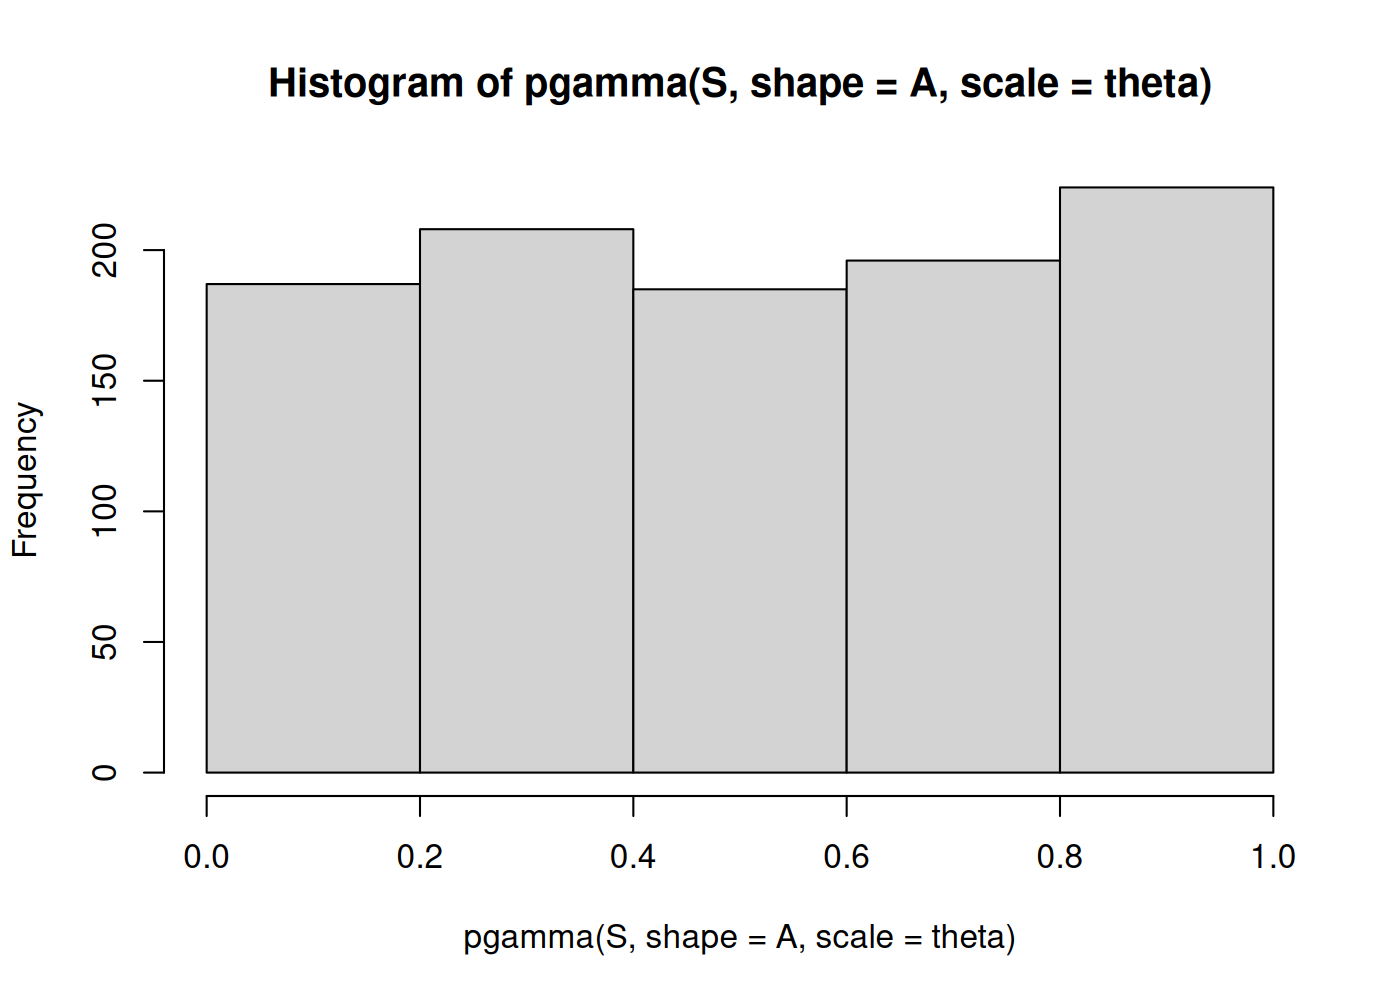 Histogram of pgamma(S, shape = A, scale = theta)
Frequency
200
150
100
50
0
0.0 0.2 0.4 0.6 0.8 1.0
pgamma(S, shape = A, scale = theta)